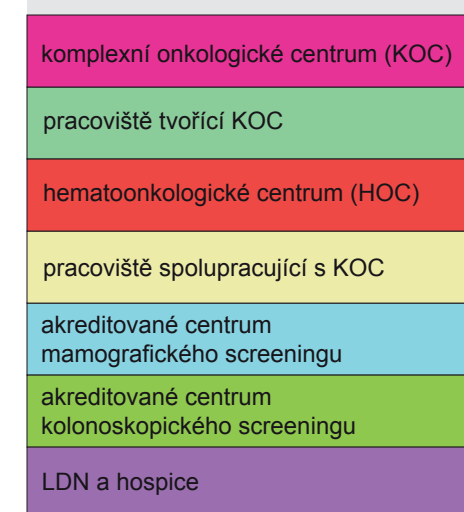 komplexní onkologické centrum (KOC)
pracoviště tvořící KOC
hematoonkologické centrum (HOC)
pracoviště spolupracující s KOC
akreditované centrum
mamografického screeningu
akreditované centrum
kolonoskopického screeningu
LDN a hospice